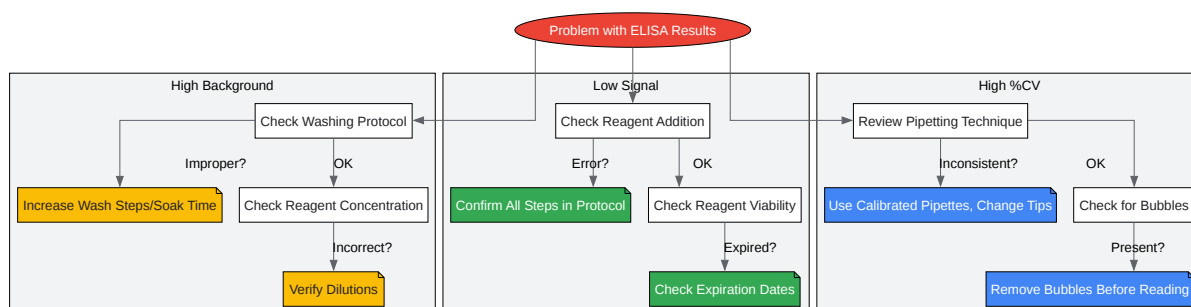 Problem with ELISA Results
High Background
Low Signal
High %CV
Check Washing Protocol
Check Reagent Addition
Review Pipetting Technique
Improper?
OK
Error?
OK
Inconsistent?
OK
Increase Wash Steps/Soak Time
Check Reagent Concentration
Confirm All Steps in Protocol
Check Reagent Viability
Use Calibrated Pipettes, Change Tips
Check for Bubbles
Incorrect?
Expired?
Present?
Verify Dilutions
Check Expiration Dates
Remove Bubbles Before Reading